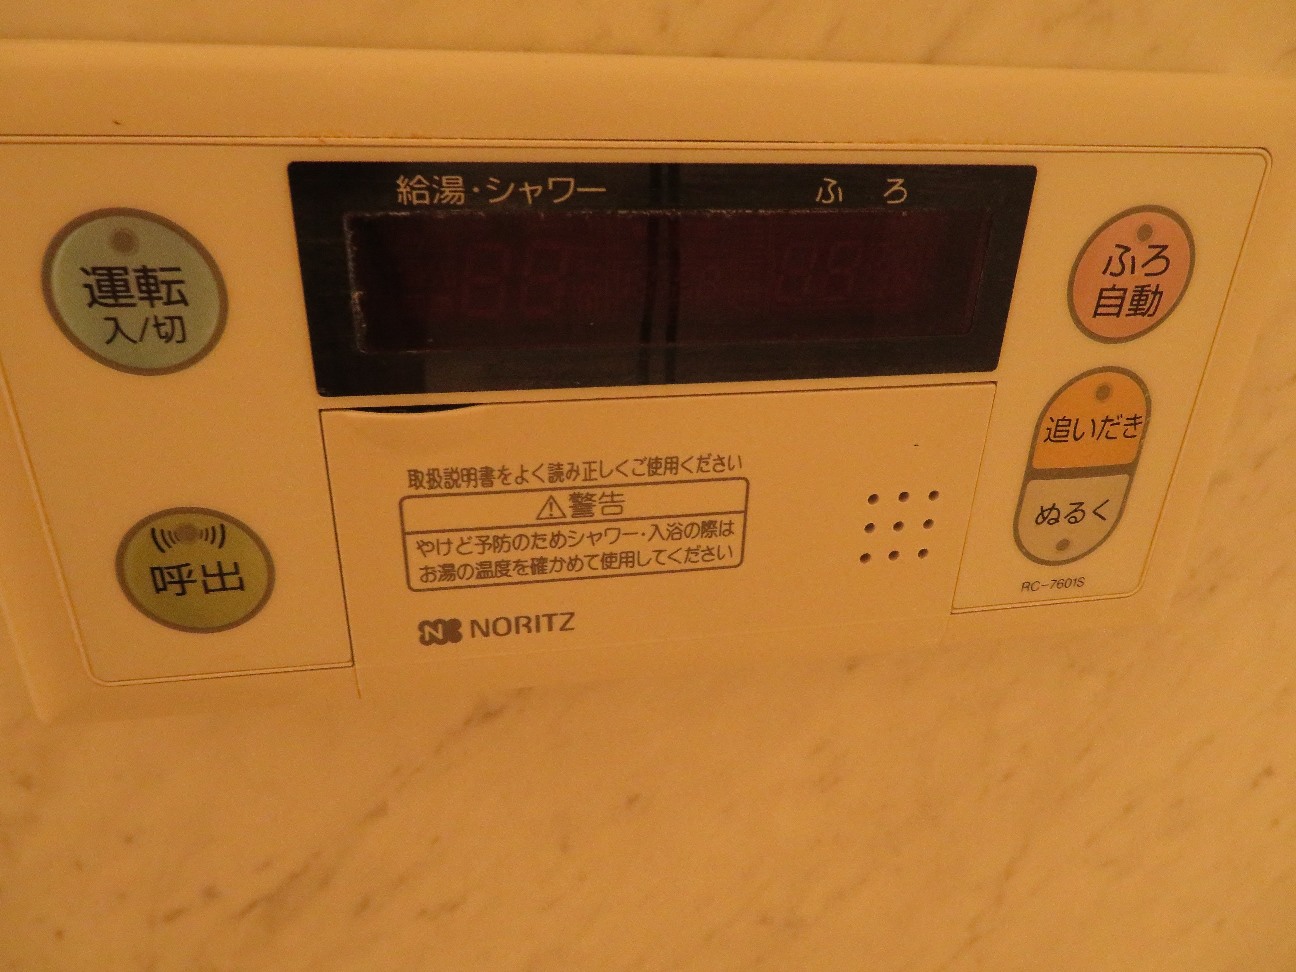 給湯・シャワー
ふろ
運転
入/切
ふろ
自動
追いだき
ぬるく
RC-7601S
呼出
取扱説明書をよく読み正しくご使用ください
警告
やけど予防のためシャワー・入浴の際は
お湯の温度を確かめて使用してください
NORITZ